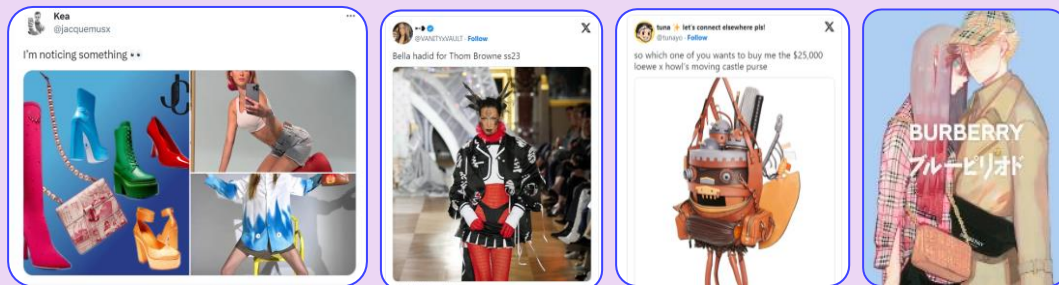 Kea
@jacquemusx
I'm noticing something 👀
@VANITYxVAULT · Follow
Bella hadid for Thom Browne ss23
tuna ✨ let's connect elsewhere pls!
@tunayo · Follow
so which one of you wants to buy me the $25,000
loewe x howl's moving castle purse
BURBERRY
ブルーピリオド